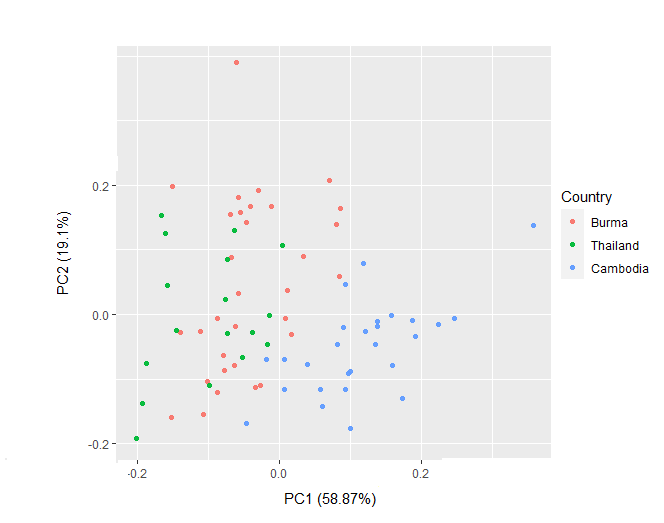 PC2 (19.1%)
0.2
0.0
-0.2
-0.2
0.0
0.2
PC1 (58.87%)
Country
Burma
Thailand
Cambodia